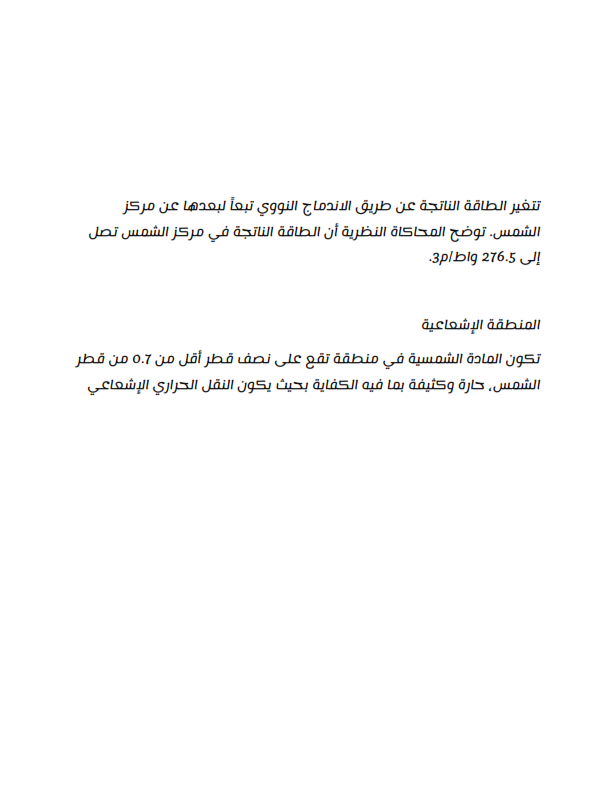 تتغير الطاقة الناتجة عن طريق الاندماج النووي تبعاً لبعدها عن مركز
الشمس. توضح المحاكاة النظرية أن الطاقة الناتجة في مركز الشمس تصل
إلى 276.5 واط/م3.
المنطقة الإشعاعية
تكون المادة الشمسية في منطقة تقع على نصف قطر أقل من 0.7 من قطر
الشمس، حارة وكثيفة بما فيه الكفاية بحيث يكون النقل الحراري الإشعاعي